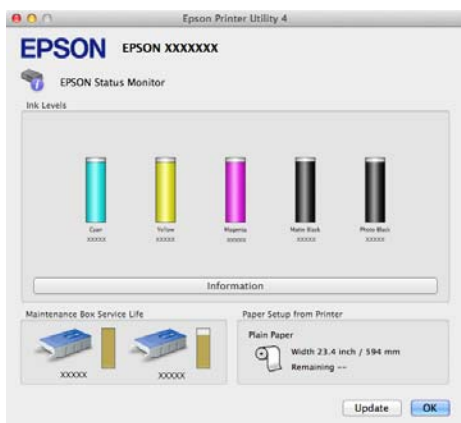 Epson Printer Utility 4
EPSON EPSON XXXXXXX
EPSON Status Monitor
Ink Levels
Cyan Yellow Magenta Matte Black Photo Black
XXXXX XXXXX XXXXX XXXXX XXXXX
Information
Maintenance Box Service Life
XXXXX XXXXX
Paper Setup from Printer
Plain Paper
Width 23.4 inch / 594 mm
Remaining --
Update OK